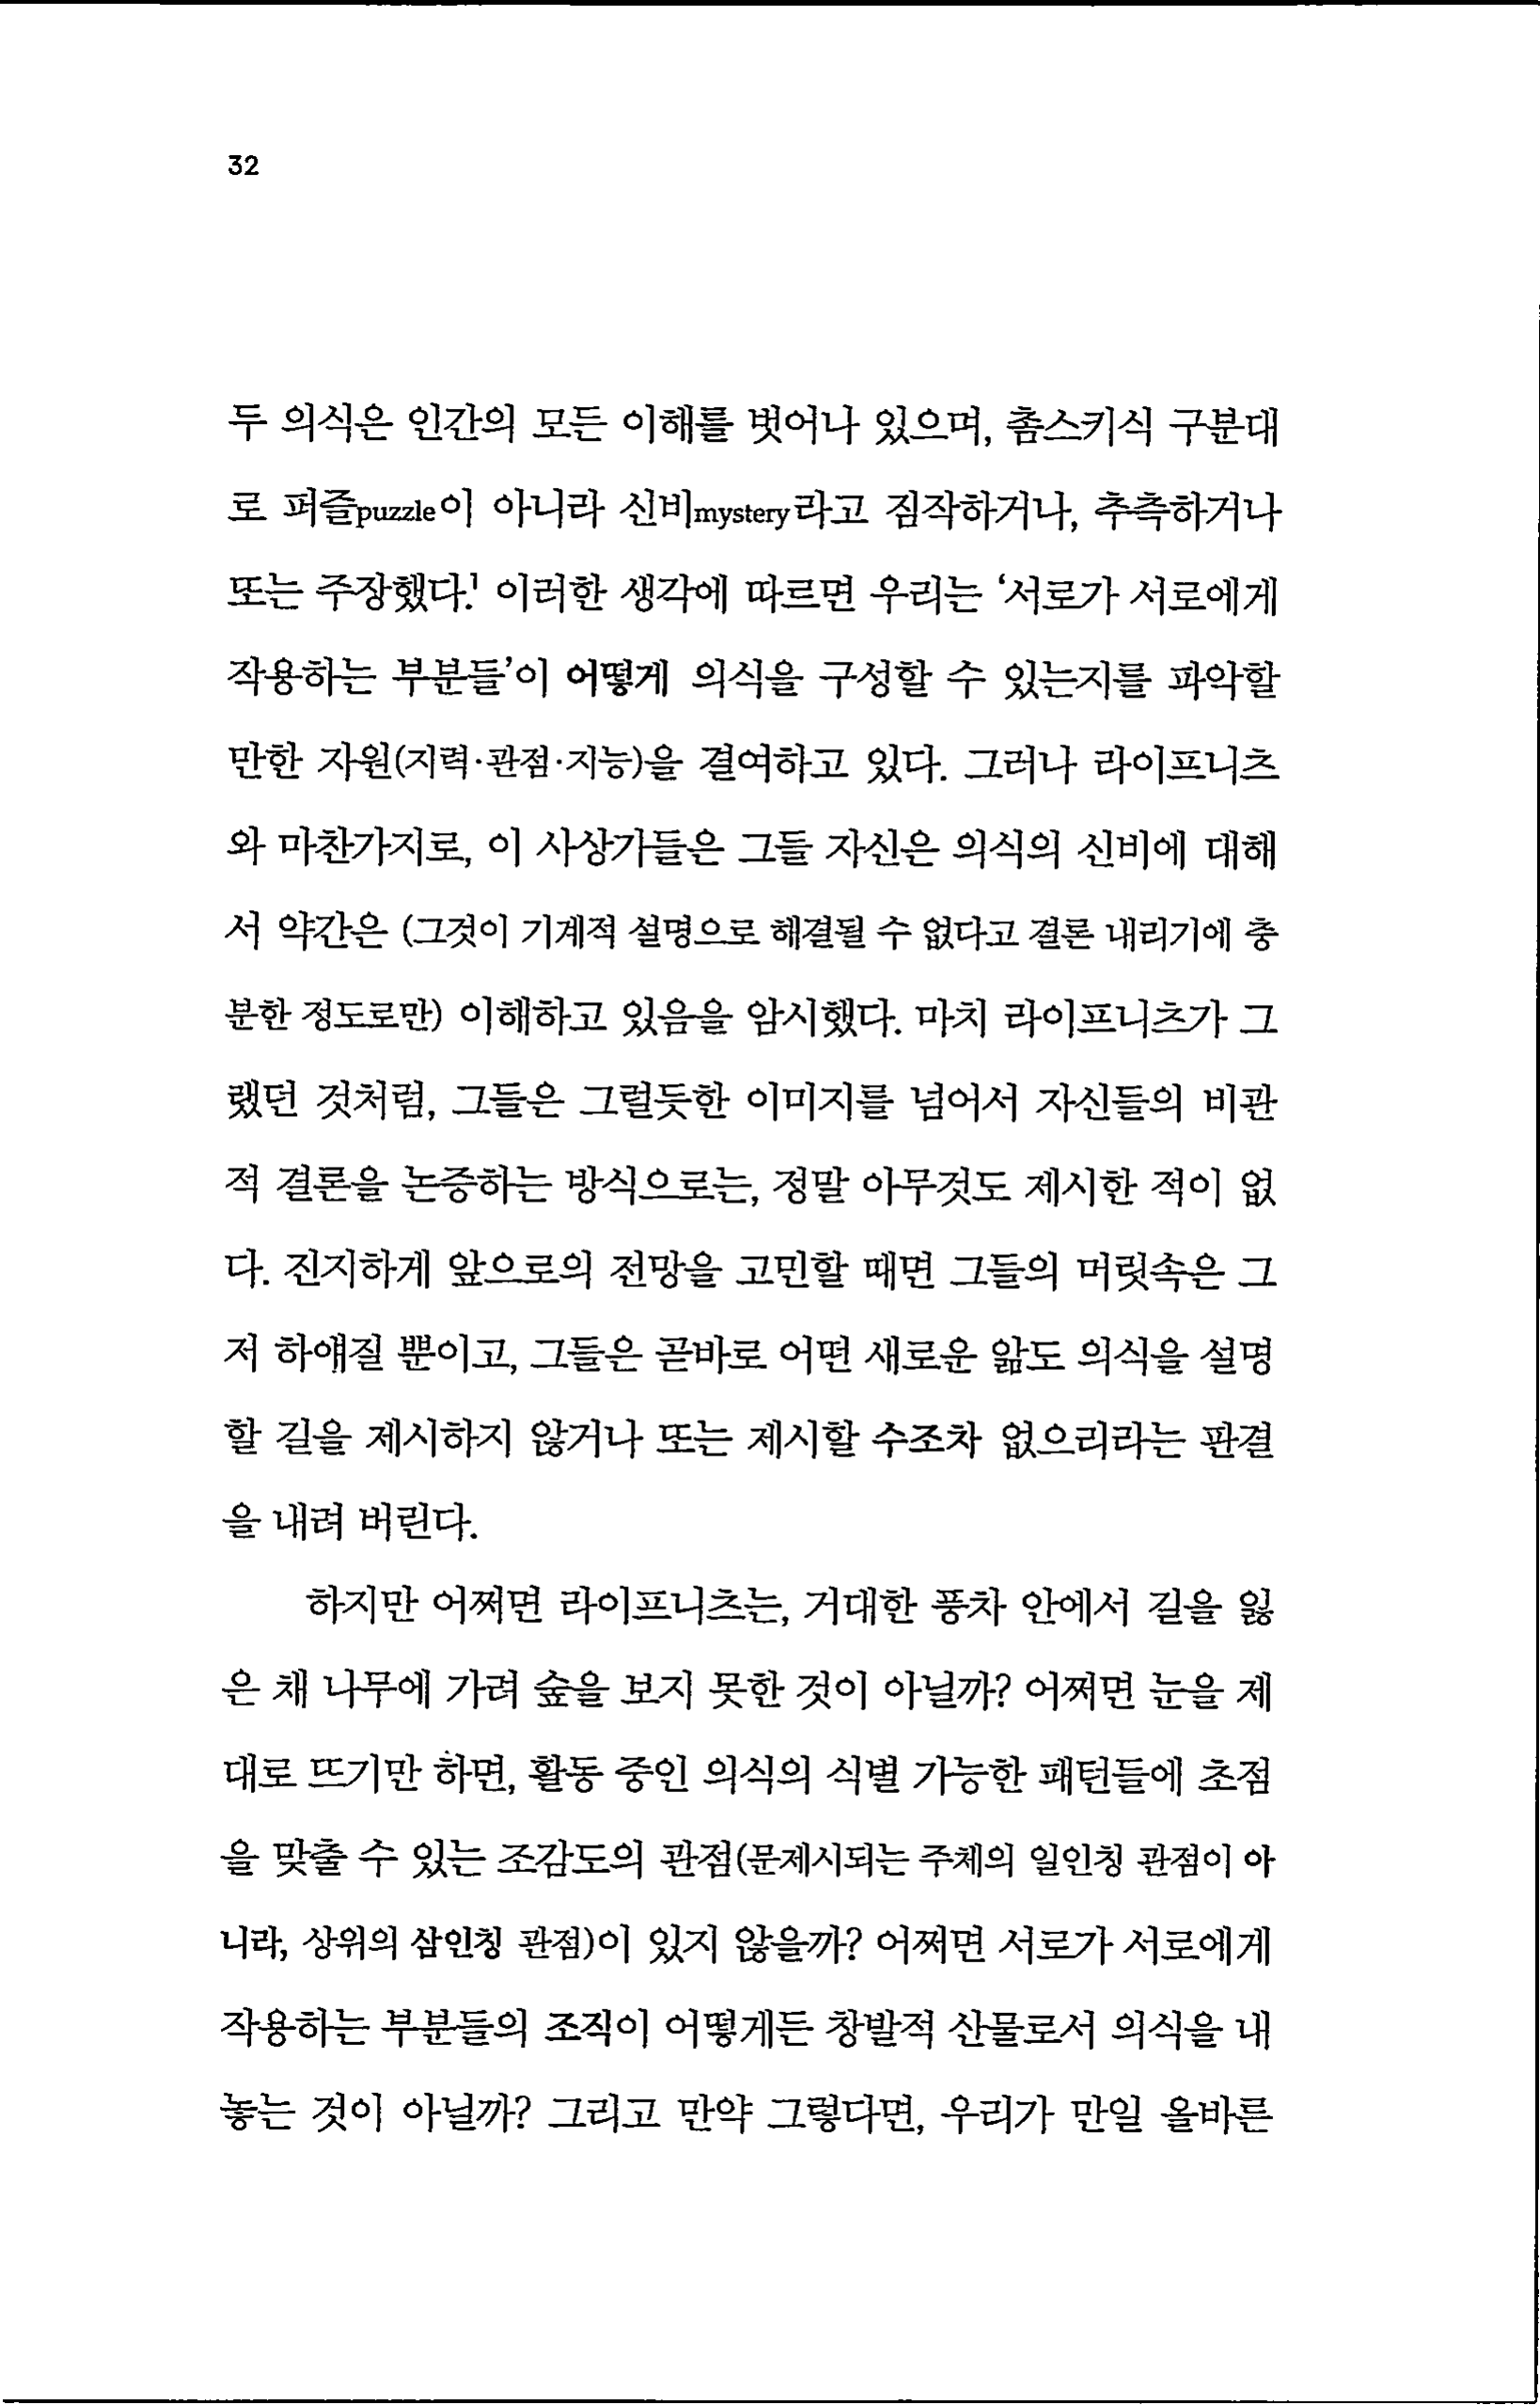 32
두 의식은 인간의 모든 이해를 벗어나 있으며, 촘스키식 구분대
로 퍼즐puzzle이 아니라 신비mystery라고 짐작하거나, 추측하거나
또는 주장했다.¹ 이러한 생각에 따르면 우리는 ‘서로가 서로에게
작용하는 부분들’이 어떻게 의식을 구성할 수 있는지를 파악할
만한 자원(지력·관점·지능)을 결여하고 있다. 그러나 라이프니츠
와 마찬가지로, 이 사상가들은 그들 자신은 의식의 신비에 대해
서 약간은 (그것이 기계적 설명으로 해결될 수 없다고 결론 내리기에 충
분한 정도로만) 이해하고 있음을 암시했다. 마치 라이프니츠가 그
랬던 것처럼, 그들은 그럴듯한 이미지를 넘어서 자신들의 비관
적 결론을 논증하는 방식으로는, 정말 아무것도 제시한 적이 없
다. 진지하게 앞으로의 전망을 고민할 때면 그들의 머릿속은 그
저 하얘질 뿐이고, 그들은 곧바로 어떤 새로운 앎도 의식을 설명
할 길을 제시하지 않거나 또는 제시할 수조차 없으리라는 판결
을 내려 버린다.
하지만 어쩌면 라이프니츠는, 거대한 풍차 안에서 길을 잃
은 채 나무에 가려 숲을 보지 못한 것이 아닐까? 어쩌면 눈을 제
대로 뜨기만 하면, 활동 중인 의식의 식별 가능한 패턴들에 초점
을 맞출 수 있는 조감도의 관점(문제시되는 주체의 일인칭 관점이 아
니라, 상위의 삼인칭 관점)이 있지 않을까? 어쩌면 서로가 서로에게
작용하는 부분들의 조직이 어떻게든 창발적 산물로서 의식을 내
놓는 것이 아닐까? 그리고 만약 그렇다면, 우리가 만일 올바른